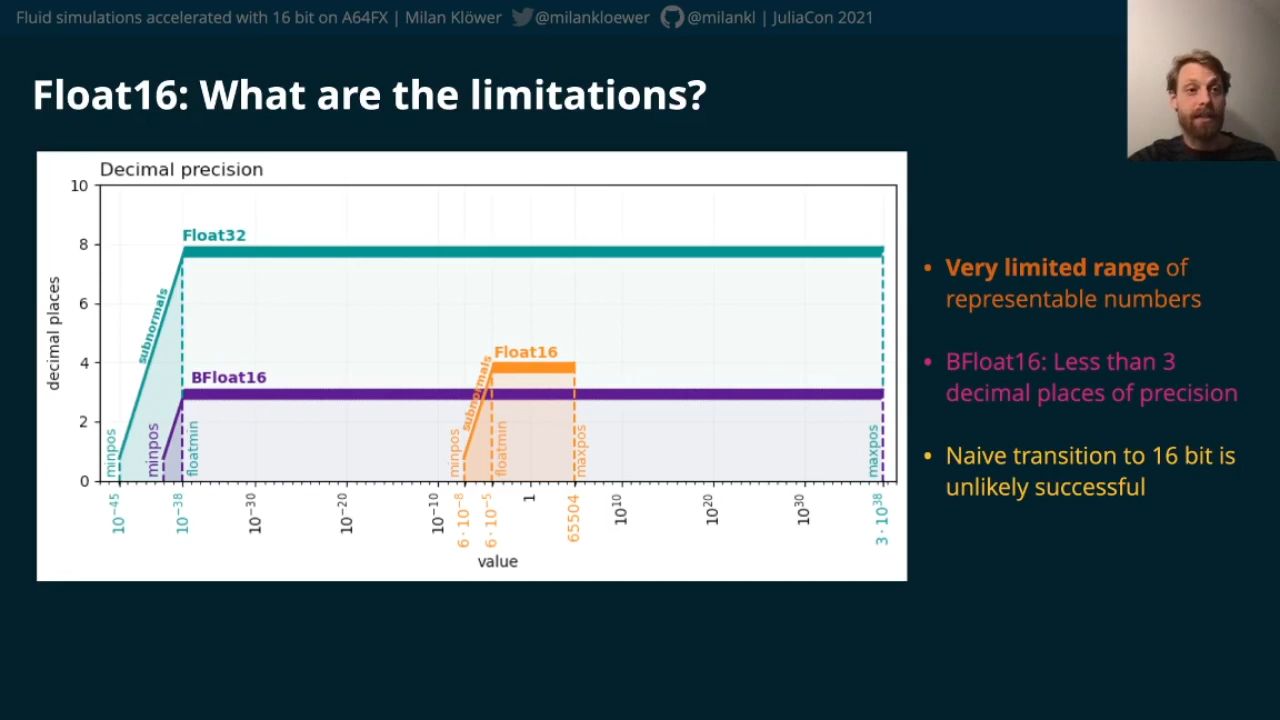 Fluid simulations accelerated with 16 bit on A64FX | Milan Klöwer @milankloewer @milankl | JuliaCon 2021
Float16: What are the limitations?
Decimal precision
decimal places
10
8
6
4
2
0
Float32
subnormals
BFloat16
Float16
subnormals
minpos
minpos
floatmin
minpos
floatmin
maxpos
maxpos
10⁻⁴⁵
10⁻³⁸
10⁻³⁰
10⁻²⁰
10⁻¹⁰
6·10⁻⁸
6·10⁻⁵
1
65504
10¹⁰
10²⁰
10³⁰
3·10³⁸
value
• Very limited range of
representable numbers
• BFloat16: Less than 3
decimal places of precision
• Naive transition to 16 bit is
unlikely successful